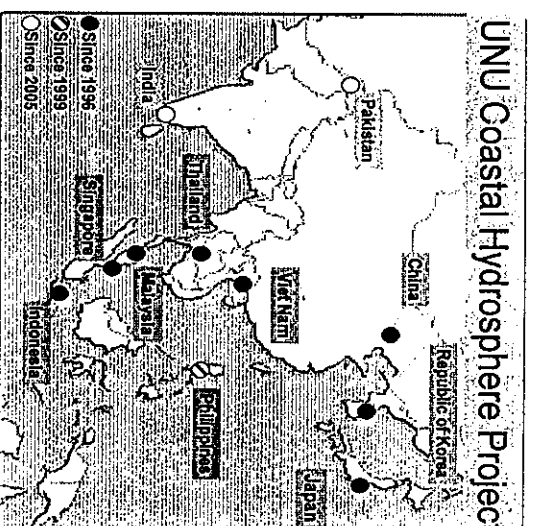 UNU Coastal Hydrosphere Projec
Pakistan
China
Republic of Korea
Japan
India
Thailand
Viet Nam
Philippines
Malaysia
Singapore
Indonesia
Since 1996
Since 1999
Since 2005